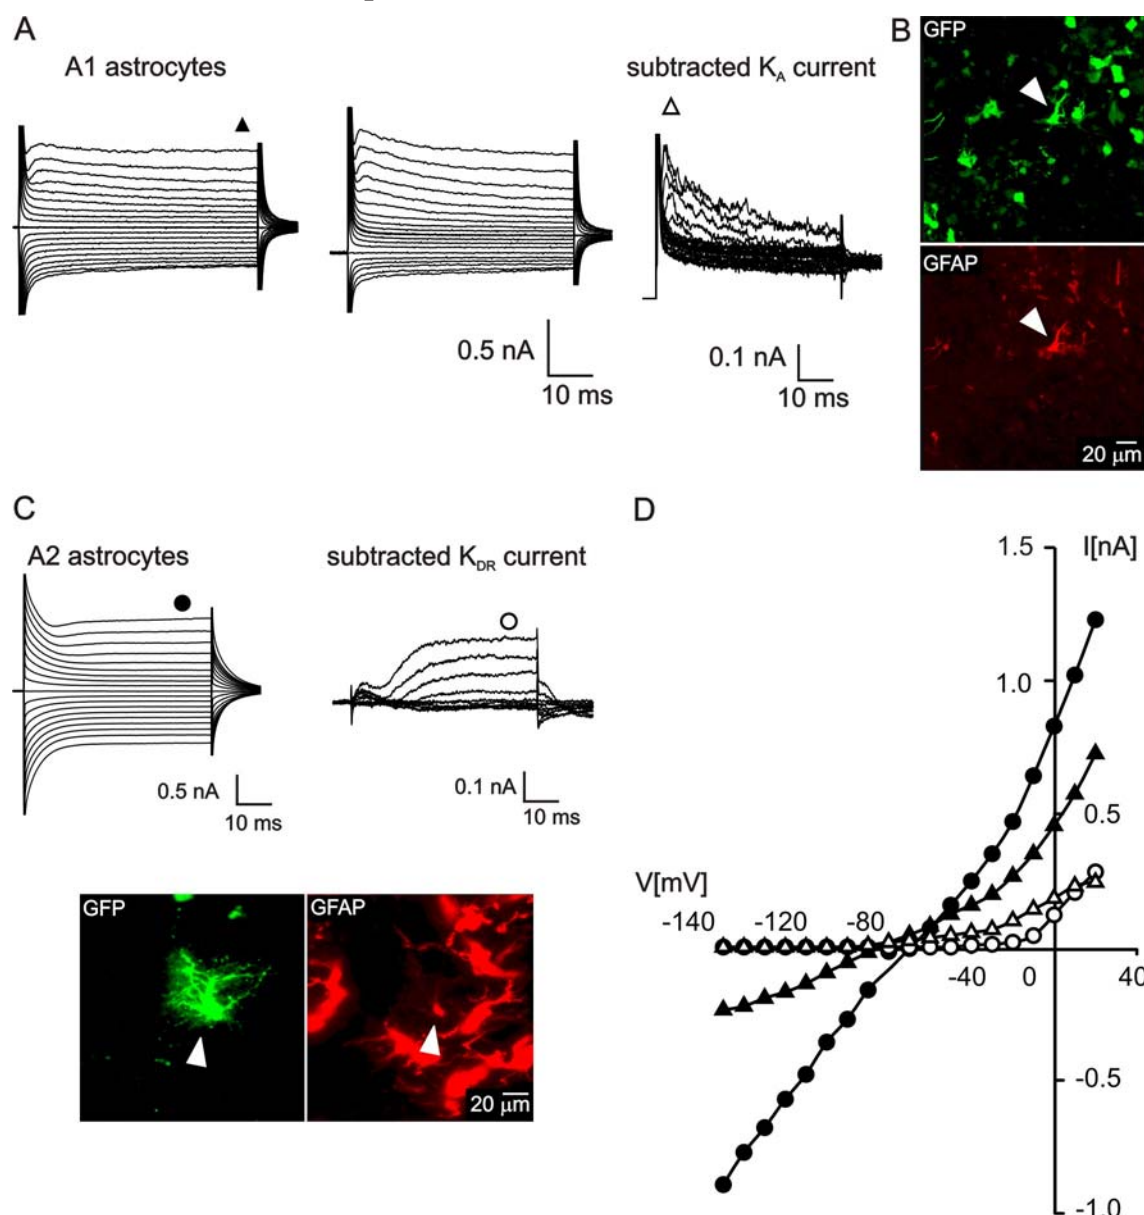 A
A1 astrocytes
subtracted K_A current
0.5 nA
10 ms
0.1 nA
10 ms
B
GFP
GFAP
20 μm
C
A2 astrocytes
subtracted K_DR current
0.5 nA
10 ms
0.1 nA
10 ms
GFP
GFAP
20 μm
D
1.5
I[nA]
1.0
0.5
V[mV]
-140
-120
-80
-40
0
40
-0.5
-1.0